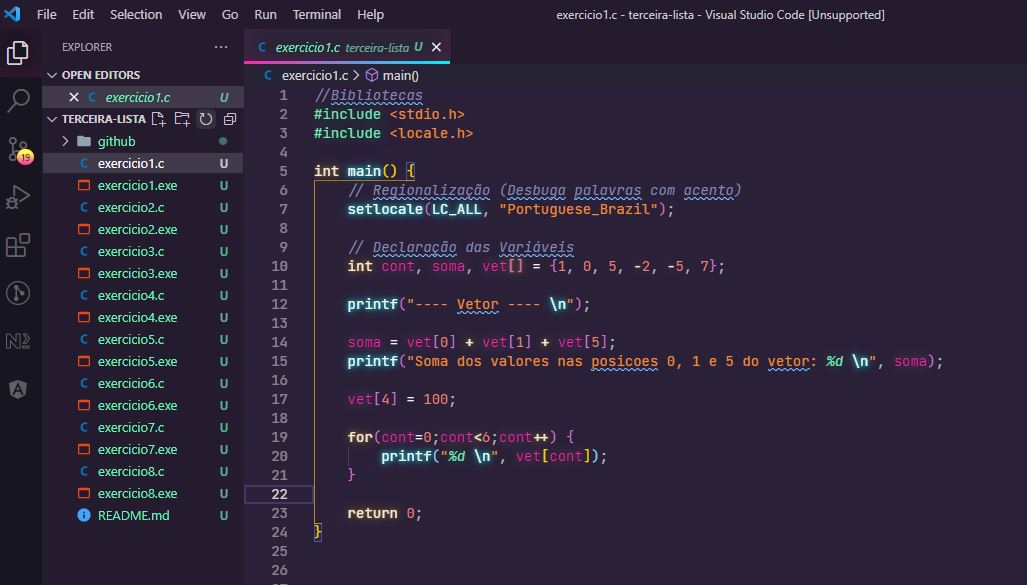 File Edit Selection View Go Run Terminal Help exercicio1.c - terceira-lista - Visual Studio Code [Unsupported]
EXPLORER ···
OPEN EDITORS
exercicio1.c U
TERCEIRA-LISTA
github
exercicio1.c U
exercicio1.exe U
exercicio2.c U
exercicio2.exe U
exercicio3.c U
exercicio3.exe U
exercicio4.c U
exercicio4.exe U
exercicio5.c U
exercicio5.exe U
exercicio6.c U
exercicio6.exe U
exercicio7.c U
exercicio7.exe U
exercicio8.c U
exercicio8.exe U
README.md U
19
N2
C exercicio1.c terceira-lista U
C exercicio1.c > main()
1 //Bibliotecas
2 #include <stdio.h>
3 #include <locale.h>
4
5 int main() {
6 // Regionalização (Desbuga palavras com acento)
7 setlocale(LC_ALL, "Portuguese_Brazil");
8
9 // Declaração das Variáveis
10 int cont, soma, vet[] = {1, 0, 5, -2, -5, 7};
11
12 printf("---- Vetor ---- \n");
13
14 soma = vet[0] + vet[1] + vet[5];
15 printf("Soma dos valores nas posicoes 0, 1 e 5 do vetor: %d \n", soma);
16
17 vet[4] = 100;
18
19 for(cont=0;cont<6;cont++) {
20 printf("%d \n", vet[cont]);
21 }
22
23 return 0;
24 }
25
26